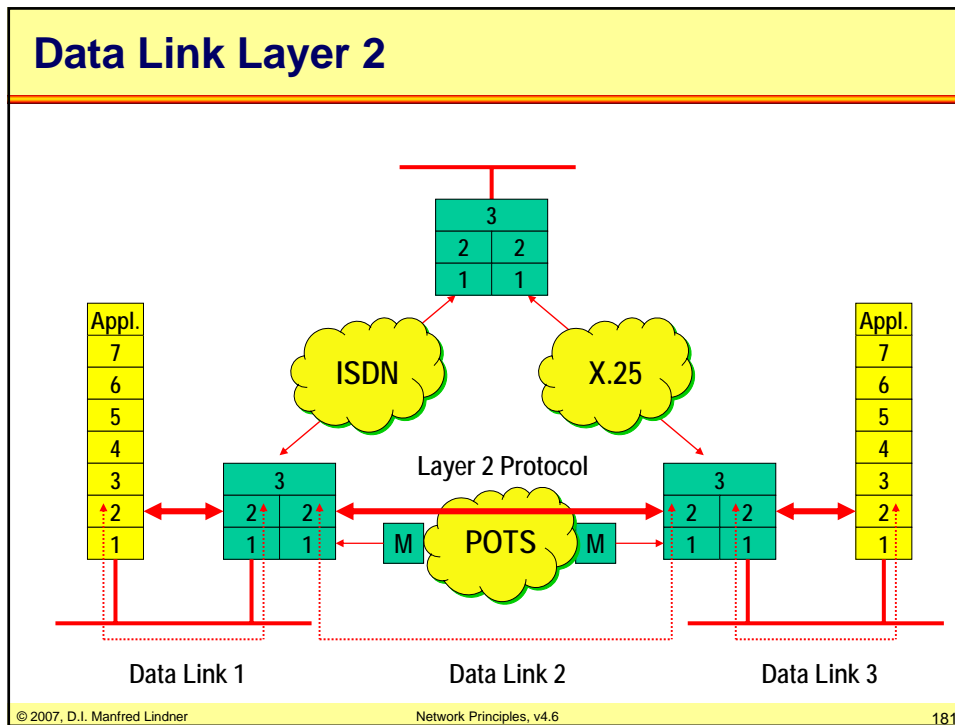 Data Link Layer 2
3
2 2
1 1
ISDN
X.25
Appl.
7
6
5
4
3
2
1
Appl.
7
6
5
4
3
2
1
Layer 2 Protocol
3
2 2
1 1
M
POTS
M
3
2 2
1 1
Data Link 1
Data Link 2
Data Link 3
© 2007, D.I. Manfred Lindner
Network Principles, v4.6
181